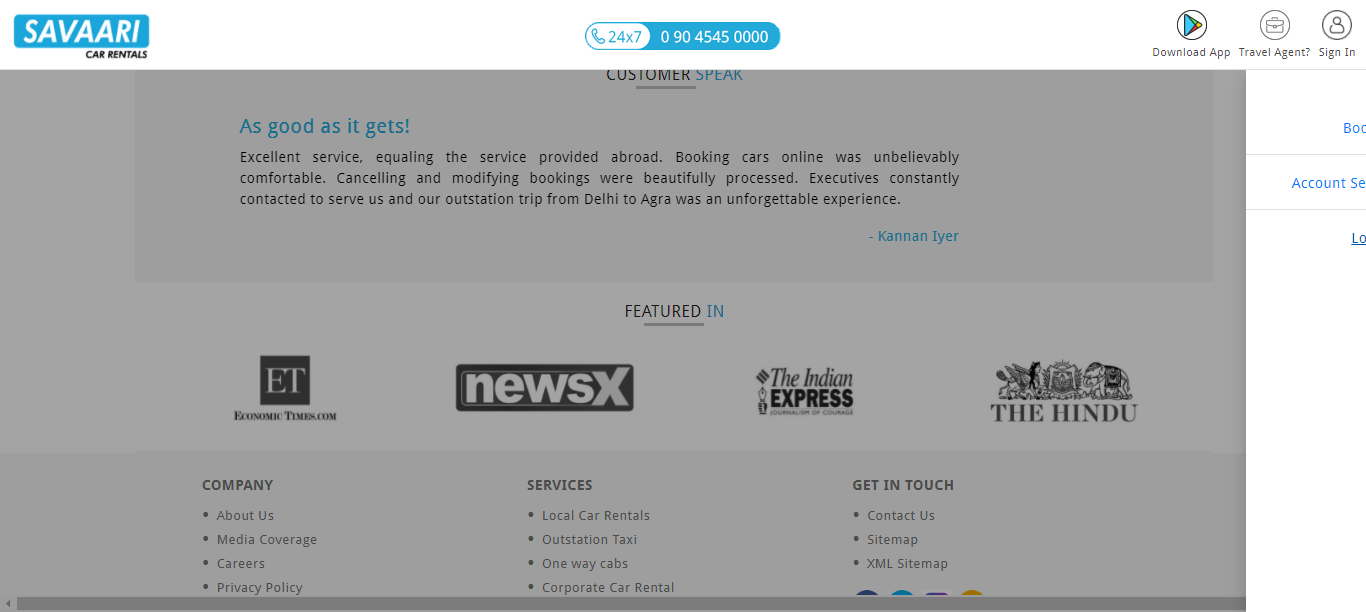 SAVAARI
CAR RENTALS
24x7 0 90 4545 0000
Download App
Travel Agent?
Sign In
CUSTOMER SPEAK
As good as it gets!
Excellent service, equaling the service provided abroad. Booking cars online was unbelievably
comfortable. Cancelling and modifying bookings were beautifully processed. Executives constantly
contacted to serve us and our outstation trip from Delhi to Agra was an unforgettable experience.
- Kannan Iyer
Boo
Account Se
Lo
FEATURED IN
ET
ECONOMIC TIMES.COM
newsX
The Indian
EXPRESS
JOURNALISM OF COURAGE
THE HINDU
COMPANY
• About Us
• Media Coverage
• Careers
• Privacy Policy
SERVICES
• Local Car Rentals
• Outstation Taxi
• One way cabs
• Corporate Car Rental
GET IN TOUCH
• Contact Us
• Sitemap
• XML Sitemap